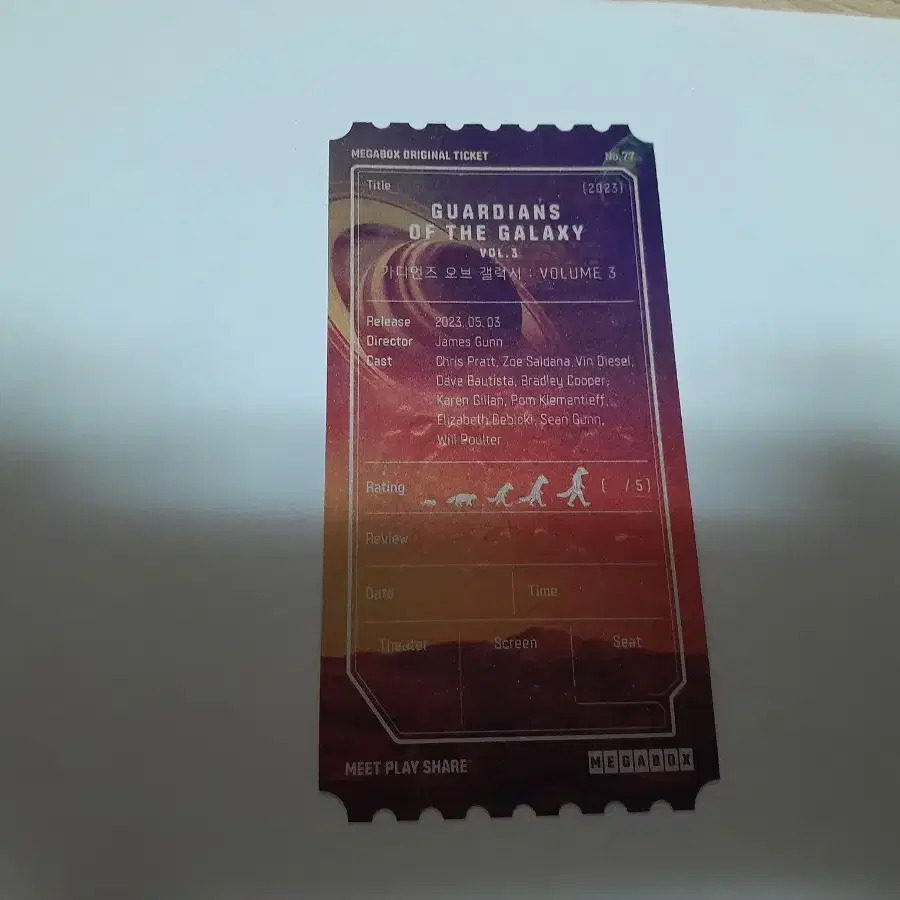 MEGABOX ORIGINAL TICKET No.77
Title (2023)
GUARDIANS
OF THE GALAXY
VOL.3
가디언즈 오브 갤럭시 : VOLUME 3
Release 2023. 05. 03
Director James Gunn
Cast Chris Pratt, Zoe Saldana, Vin Diesel,
Dave Bautista, Bradley Cooper,
Karen Gillan, Pom Klementieff,
Elizabeth Debicki, Sean Gunn,
Will Poulter
Rating ( /5)
Review
Date Time
Theater Screen Seat
MEET PLAY SHARE MEGABOX